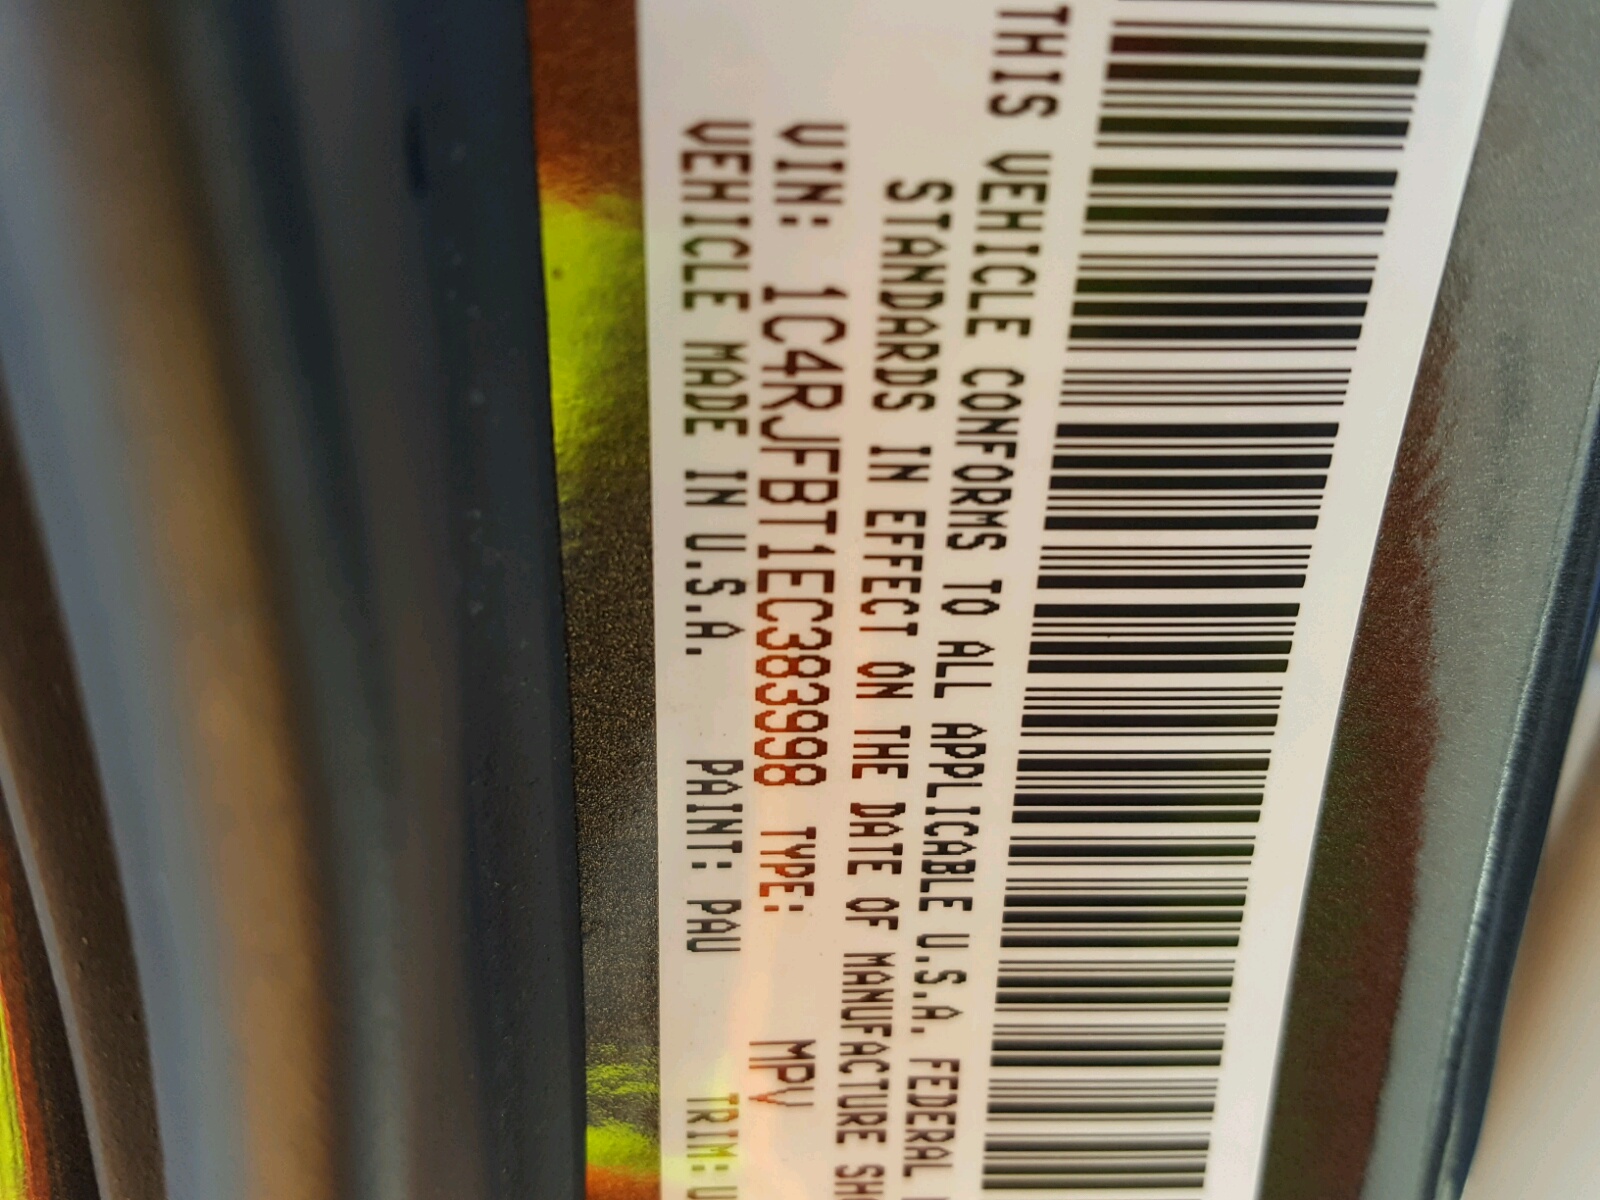 THIS VEHICLE CONFORMS TO ALL APPLICABLE U.S.A. FEDERAL
STANDARDS IN EFFECT ON THE DATE OF MANUFACTURE
VIN: 1C4RJFBT1EC383998 TYPE: MPV
VEHICLE MADE IN U.S.A. PAINT: PAU TRIM: